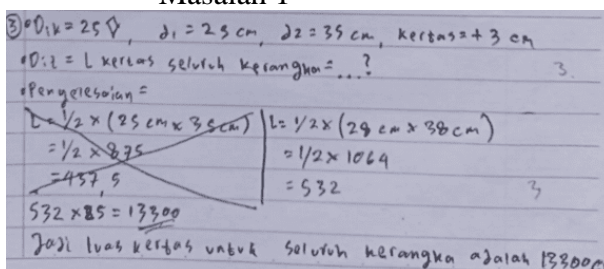 Masalah 1
③ • Dik = 25 ◊, d₁ = 25 cm, d2 = 35 cm, kertas = + 3 cm
• Dit = L kertas seluruh kerangka = ...? 3.
• Penyelesaian =
L = 1/2 × (25 cm × 35 cm) L = 1/2 × (28 cm × 38 cm)
= 1/2 × 875 = 1/2 × 1064
= 437,5 = 532 3
532 × 25 = 13300
Jadi luas kertas untuk seluruh kerangka adalah 13300